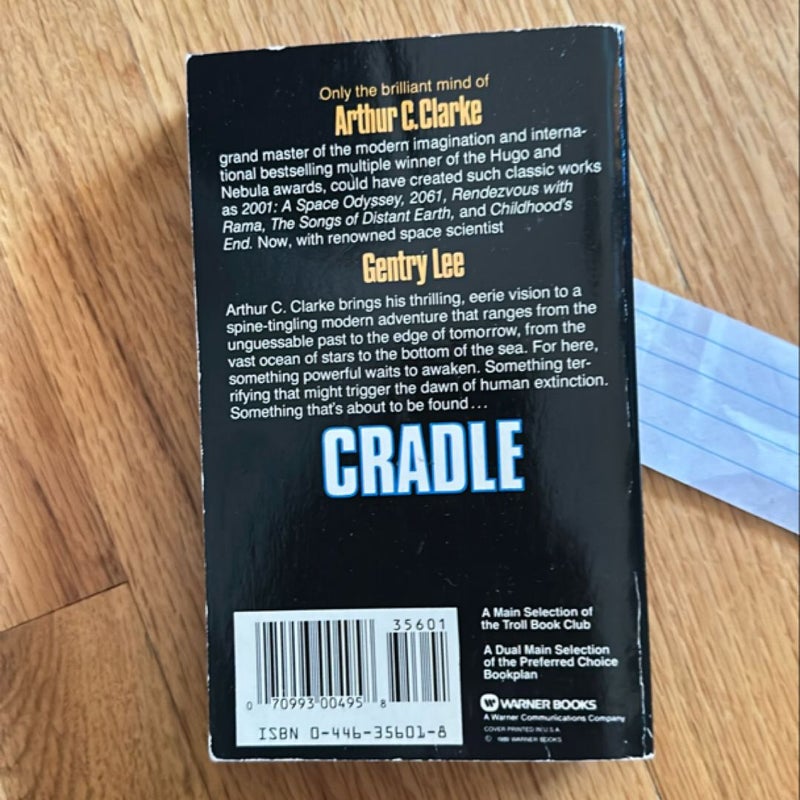 Only the brilliant mind of
Arthur C. Clarke
grand master of the modern imagination and interna-
tional bestselling multiple winner of the Hugo and
Nebula awards, could have created such classic works
as 2001: A Space Odyssey, 2061, Rendezvous with
Rama, The Songs of Distant Earth, and Childhood's
End. Now, with renowned space scientist
Gentry Lee
Arthur C. Clarke brings his thrilling, eerie vision to a
spine-tingling modern adventure that ranges from the
unguessable past to the edge of tomorrow, from the
vast ocean of stars to the bottom of the sea. For here,
something powerful waits to awaken. Something ter-
rifying that might trigger the dawn of human extinction.
Something that's about to be found...
CRADLE
35601
0 70993 00495 8
ISBN 0-446-35601-8
A Main Selection of
the Troll Book Club
A Dual Main Selection
of the Preferred Choice
Bookplan
W WARNER BOOKS
A Warner Communications Company
COVER PRINTED IN U.S.A.
© 1989 WARNER BOOKS